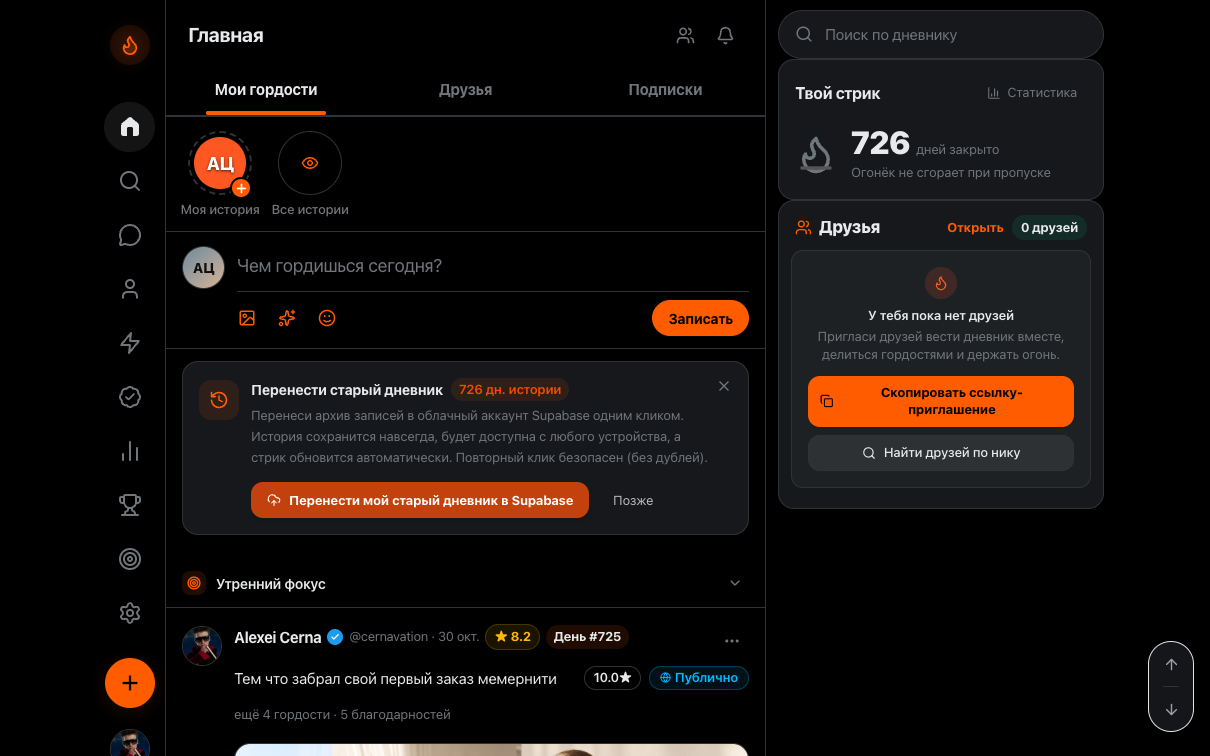 Главная
Мои гордости
Друзья
Подписки
АЦ
Моя история
Все истории
АЦ
Чем гордишься сегодня?
Записать
Перенести старый дневник
726 дн. истории
Перенеси архив записей в облачный аккаунт Supabase одним кликом.
История сохранится навсегда, будет доступна с любого устройства, а
стрик обновится автоматически. Повторный клик безопасен (без дублей).
Перенести мой старый дневник в Supabase
Позже
Утренний фокус
Alexei Cerna @cernavation · 30 окт. 8.2 День #725
Тем что забрал свой первый заказ мемернити
10.0★
Публично
ещё 4 гордости · 5 благодарностей
Поиск по дневнику
Твой стрик
Статистика
726 дней закрыто
Огонёк не сгорает при пропуске
Друзья
Открыть
0 друзей
У тебя пока нет друзей
Пригласи друзей вести дневник вместе,
делиться гордостями и держать огонь.
Скопировать ссылку-
приглашение
Найти друзей по нику